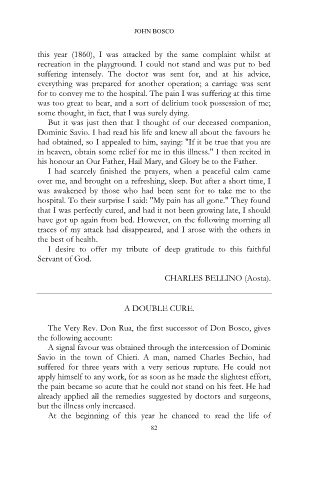 JOHN BOSCO
this year (1860), I was attacked by the same complaint whilst at
recreation in the playground. I could not stand and was put to bed
suffering intensely. The doctor was sent for, and at his advice,
everything was prepared for another operation; a carriage was sent
for to convey me to the hospital. The pain I was suffering at this time
was too great to bear, and a sort of delirium took possession of me;
some thought, in fact, that I was surely dying.
But it was just then that I thought of our deceased companion,
Dominic Savio. I had read his life and knew all about the favours he
had obtained, so I appealed to him, saying: "If it be true that you are
in heaven, obtain some relief for me in this illness." I then recited in
his honour an Our Father, Hail Mary, and Glory be to the Father.
I had scarcely finished the prayers, when a peaceful calm came
over me, and brought on a refreshing, sleep. But after a short time, I
was awakened by those who had been sent for to take me to the
hospital. To their surprise I said: "My pain has all gone." They found
that I was perfectly cured, and had it not been growing late, I should
have got up again from bed. However, on the following morning all
traces of my attack had disappeared, and I arose with the others in
the best of health.
I desire to offer my tribute of deep gratitude to this faithful
Servant of God.
CHARLES BELLINO (Aosta).
A DOUBLE CURE.
The Very Rev. Don Rua, the first successor of Don Bosco, gives
the following account:
A signal favour was obtained through the intercession of Dominic
Savio in the town of Chieri. A man, named Charles Bechio, had
suffered for three years with a very serious rupture. He could not
apply himself to any work, for as soon as he made the slightest effort,
the pain became so acute that he could not stand on his feet. He had
already applied all the remedies suggested by doctors and surgeons,
but the illness only increased.
At the beginning of this year he chanced to read the life of
82